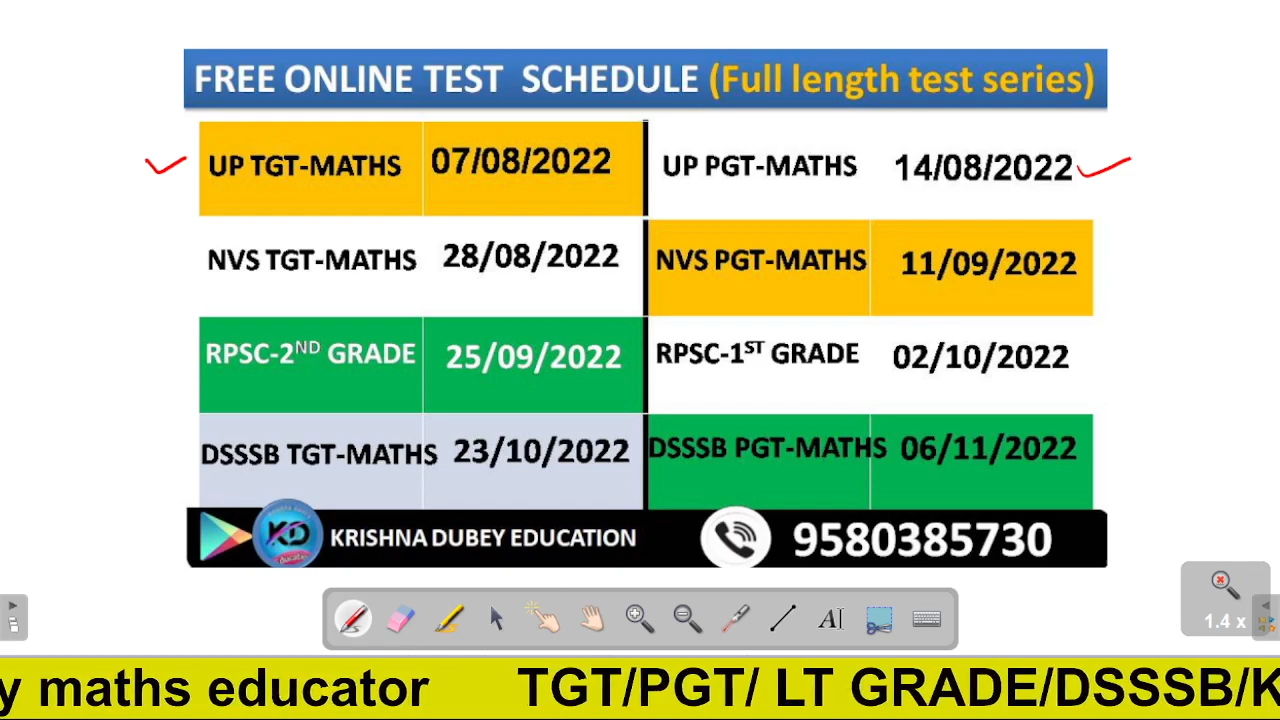 FREE ONLINE TEST SCHEDULE (Full length test series)
UP TGT-MATHS 07/08/2022 UP PGT-MATHS 14/08/2022
NVS TGT-MATHS 28/08/2022 NVS PGT-MATHS 11/09/2022
RPSC-2ND GRADE 25/09/2022 RPSC-1ST GRADE 02/10/2022
DSSSB TGT-MATHS 23/10/2022 DSSSB PGT-MATHS 06/11/2022
KD KRISHNA DUBEY EDUCATION 9580385730
AI
1.4 x
y maths educator TGT/PGT/ LT GRADE/DSSSB/K